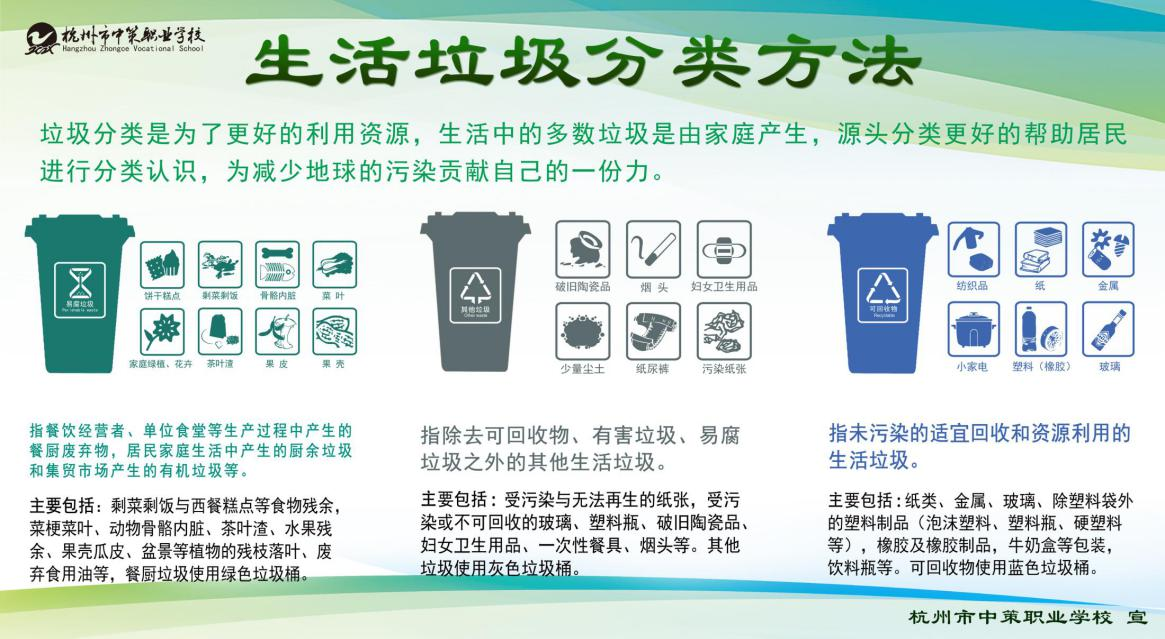 杭州市中策职业学校
Hangzhou Zhongce Vocational School
生活垃圾分类方法
垃圾分类是为了更好的利用资源，生活中的多数垃圾是由家庭产生，源头分类更好的帮助居民
进行分类认识，为减少地球的污染贡献自己的一份力。
易腐垃圾
Perishable waste
饼干糕点 剩菜剩饭 骨骼内脏 菜叶
家庭绿植、花卉 茶叶渣 果皮 果壳
指餐饮经营者、单位食堂等生产过程中产生的
餐厨废弃物，居民家庭生活中产生的厨余垃圾
和集贸市场产生的有机垃圾等。
主要包括：剩菜剩饭与西餐糕点等食物残余，
菜梗菜叶、动物骨骼内脏、茶叶渣、水果残
余、果壳瓜皮、盆景等植物的残枝落叶、废
弃食用油等，餐厨垃圾使用绿色垃圾桶。
其他垃圾
Other waste
破旧陶瓷品 烟头 妇女卫生用品
少量尘土 纸尿裤 污染纸张
指除去可回收物、有害垃圾、易腐
垃圾之外的其他生活垃圾。
主要包括：受污染与无法再生的纸张，受污
染或不可回收的玻璃、塑料瓶、破旧陶瓷品、
妇女卫生用品、一次性餐具、烟头等。其他
垃圾使用灰色垃圾桶。
可回收物
Recyclable
纺织品 纸 金属
小家电 塑料（橡胶） 玻璃
指未污染的适宜回收和资源利用的
生活垃圾。
主要包括：纸类、金属、玻璃、除塑料袋外
的塑料制品（泡沫塑料、塑料瓶、硬塑料
等），橡胶及橡胶制品，牛奶盒等包装，
饮料瓶等。可回收物使用蓝色垃圾桶。
杭州市中策职业学校 宣